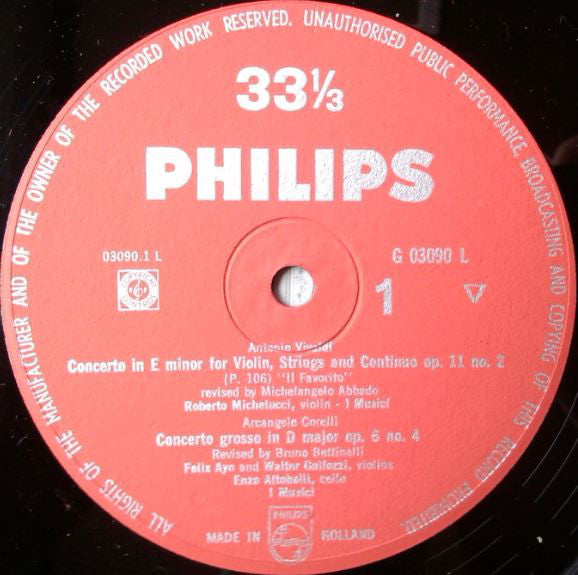 ALL RIGHTS OF THE MANUFACTURER AND OF THE OWNER OF THE RECORDED WORK RESERVED. UNAUTHORISED PUBLIC PERFORMANCE, BROADCASTING AND COPYING OF THIS RECORD PROHIBITED.
33⅓
PHILIPS
03090.1 L
G 03090 L
1
Antonio Vivaldi
Concerto in E minor for Violin, Strings and Continuo op. 11 no. 2
(P. 106) "Il Favorito"
revised by Michelangelo Abbado
Roberto Michelucci, violin - I Musici
Arcangelo Corelli
Concerto grosso in D major op. 6 no. 4
Revised by Bruno Bettinelli
Felix Ayo and Walter Gallozzi, violins
Enzo Altobelli, cello
I Musici
PHILIPS
MADE IN HOLLAND